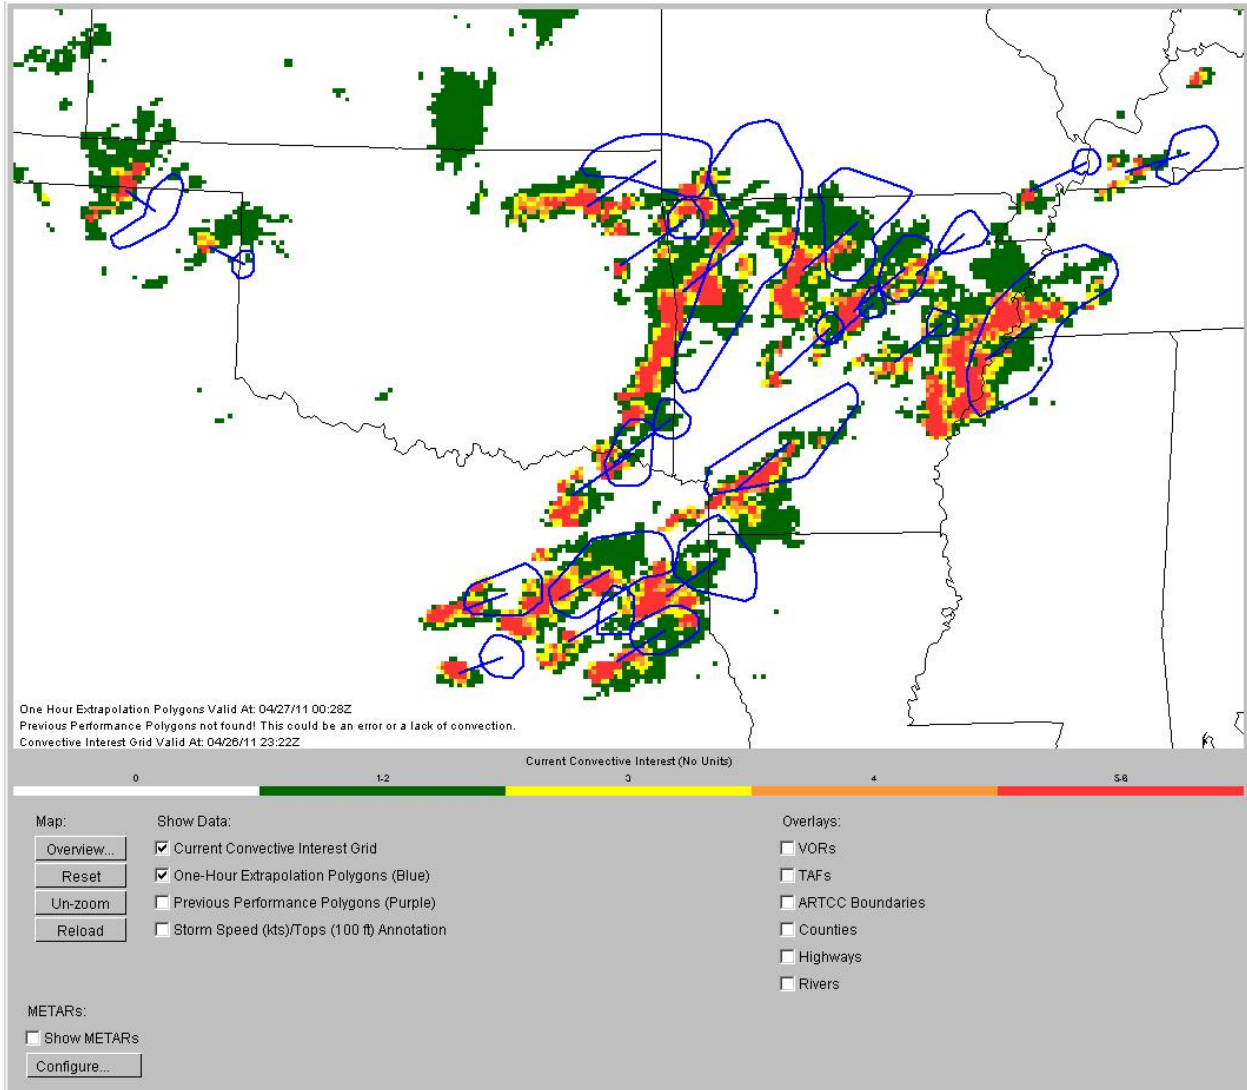 One Hour Extrapolation Polygons Valid At: 04/27/11 00:28Z
Previous Performance Polygons not found! This could be an error or a lack of convection.
Convective Interest Grid Valid At: 04/26/11 23:22Z
Current Convective Interest (No Units)
0 1-2 3 4 5-6
Map: Show Data: Overlays:
Overview... Current Convective Interest Grid VORs
Reset One-Hour Extrapolation Polygons (Blue) TAFs
Un-zoom Previous Performance Polygons (Purple) ARTCC Boundaries
Reload Storm Speed (kts)/Tops (100 ft) Annotation Counties
Highways
Rivers
METARs:
Show METARs
Configure...